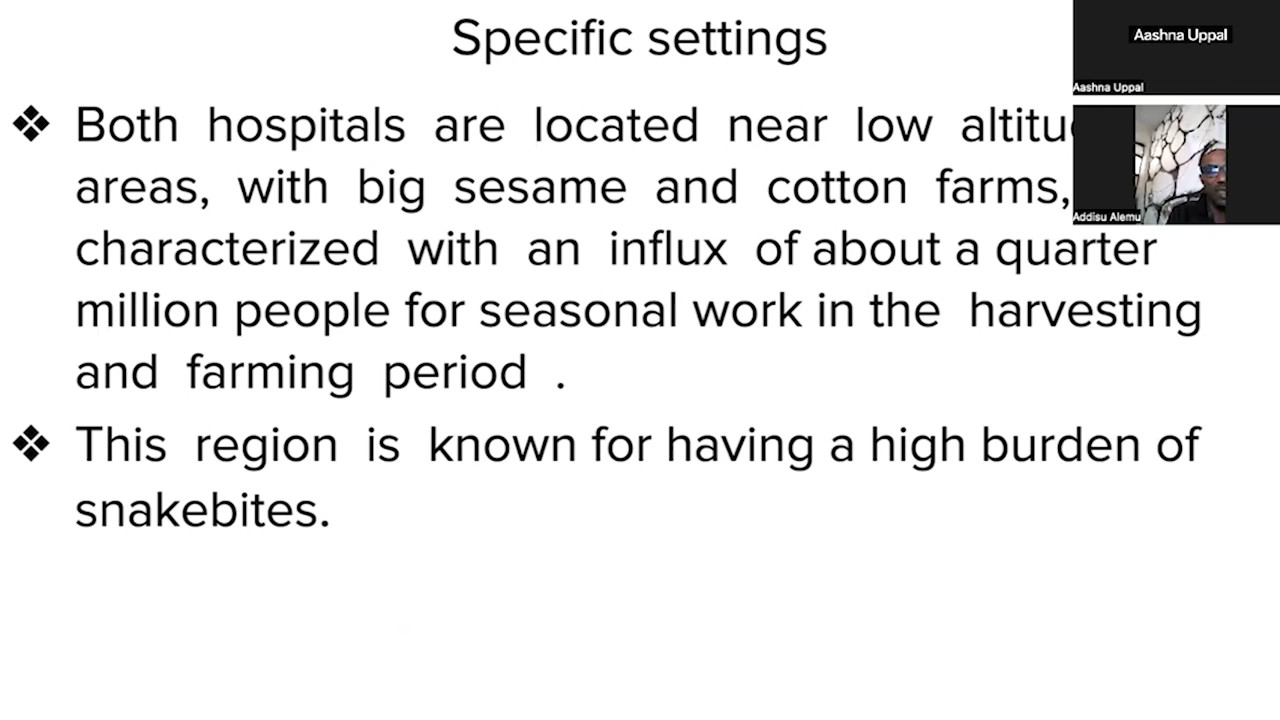 Specific settings
Aashna Uppal
Aashna Uppal
Addisu Alemu
❖ Both hospitals are located near low
areas, with big sesame and cotton farms,
characterized with an influx of about a quarter
million people for seasonal work in the harvesting
and farming period .
❖ This region is known for having a high burden of
snakebites.